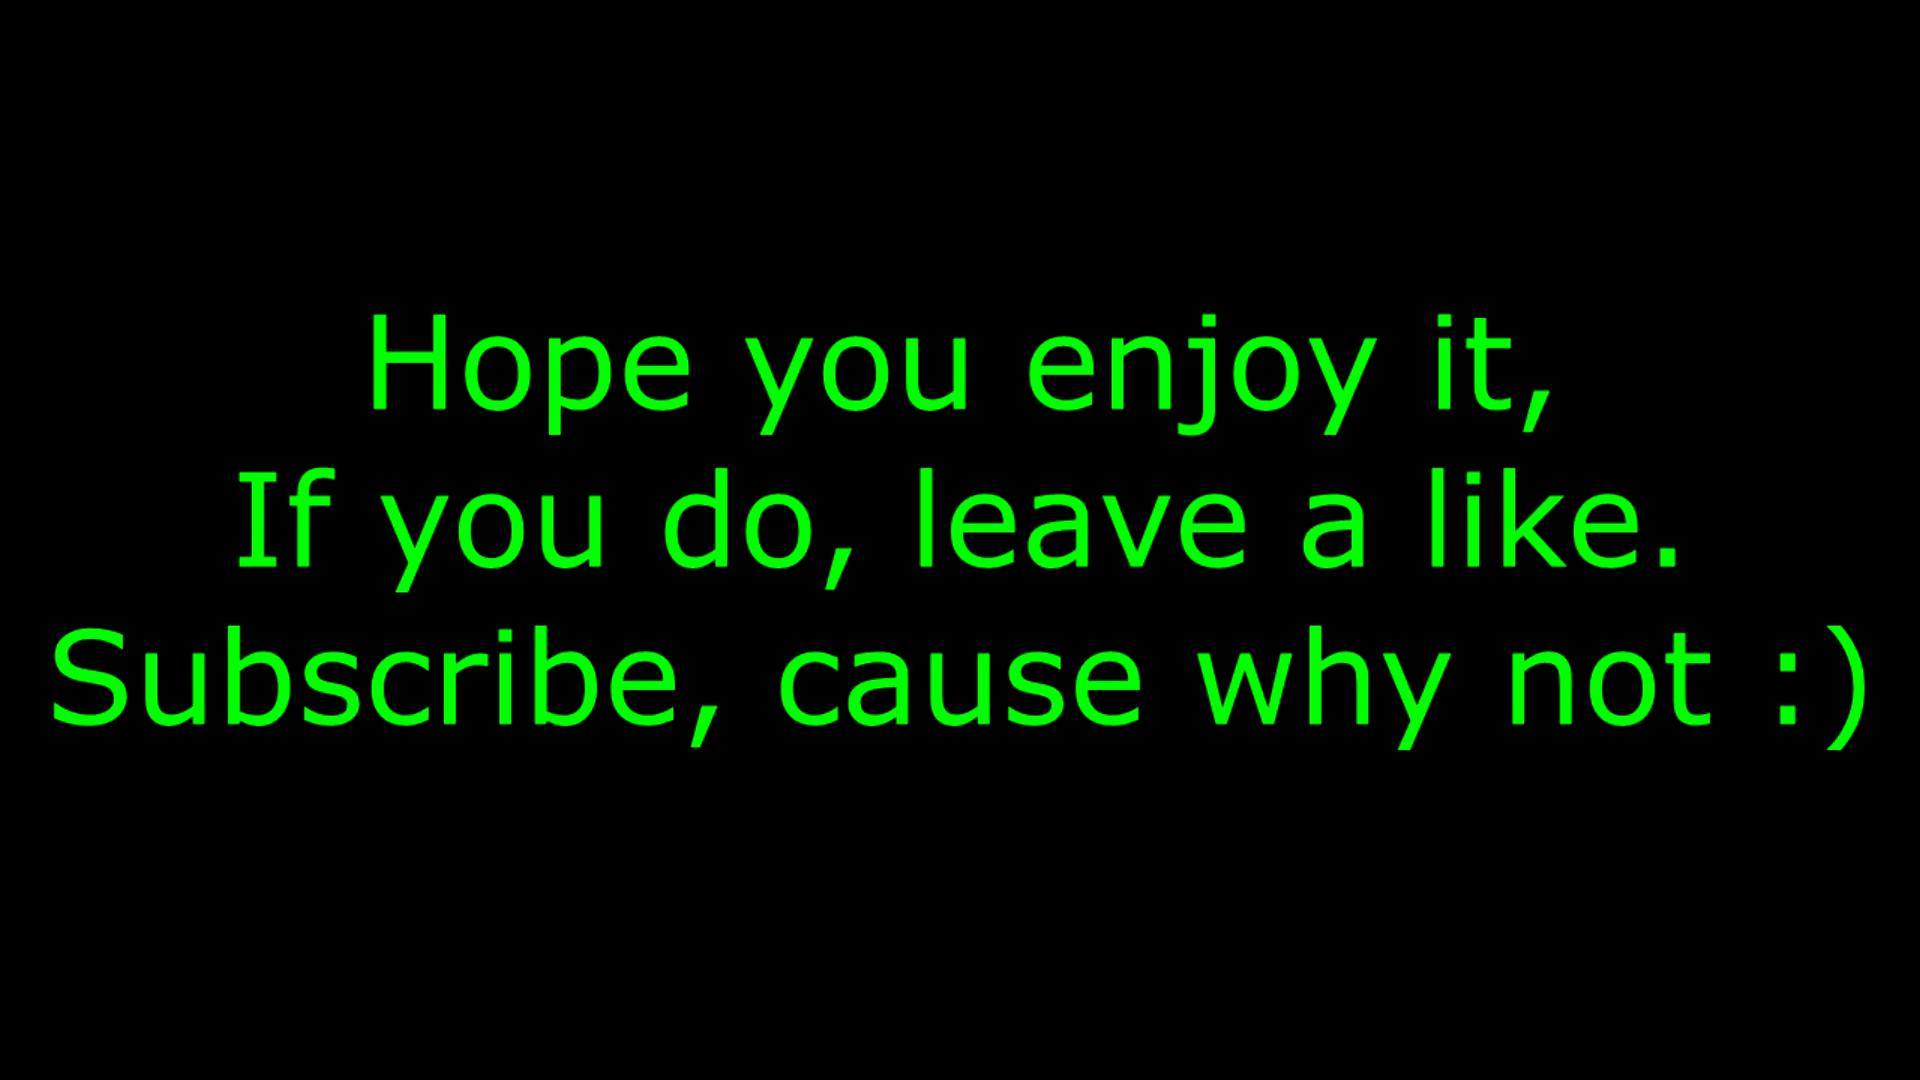 Hope you enjoy it,
If you do, leave a like.
Subscribe, cause why not :)